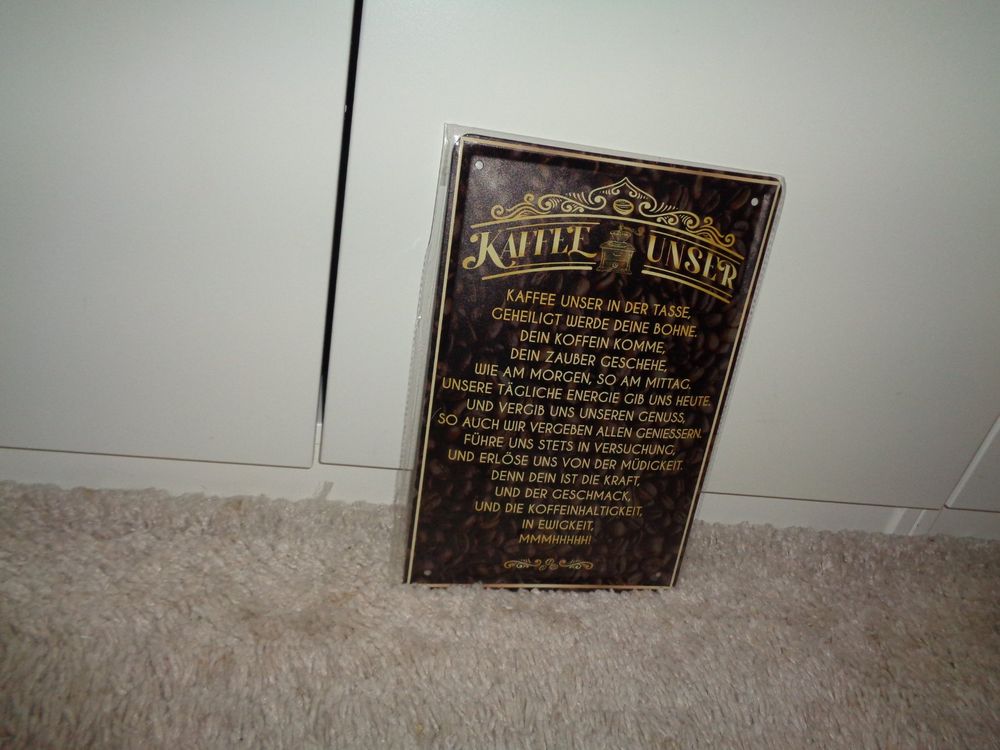 KAFFEE UNSER
KAFFEE UNSER IN DER TASSE,
GEHEILIGT WERDE DEINE BOHNE.
DEIN KOFFEIN KOMME,
DEIN ZAUBER GESCHEHE,
WIE AM MORGEN, SO AM MITTAG.
UNSERE TÄGLICHE ENERGIE GIB UNS HEUTE.
UND VERGIB UNS UNSEREN GENUSS,
SO AUCH WIR VERGEBEN ALLEN GENIESSERN.
FÜHRE UNS STETS IN VERSUCHUNG,
UND ERLÖSE UNS VON DER MÜDIGKEIT.
DENN DEIN IST DIE KRAFT,
UND DER GESCHMACK,
UND DIE KOFFEINHALTIGKEIT,
IN EWIGKEIT,
MMMHHHHH!